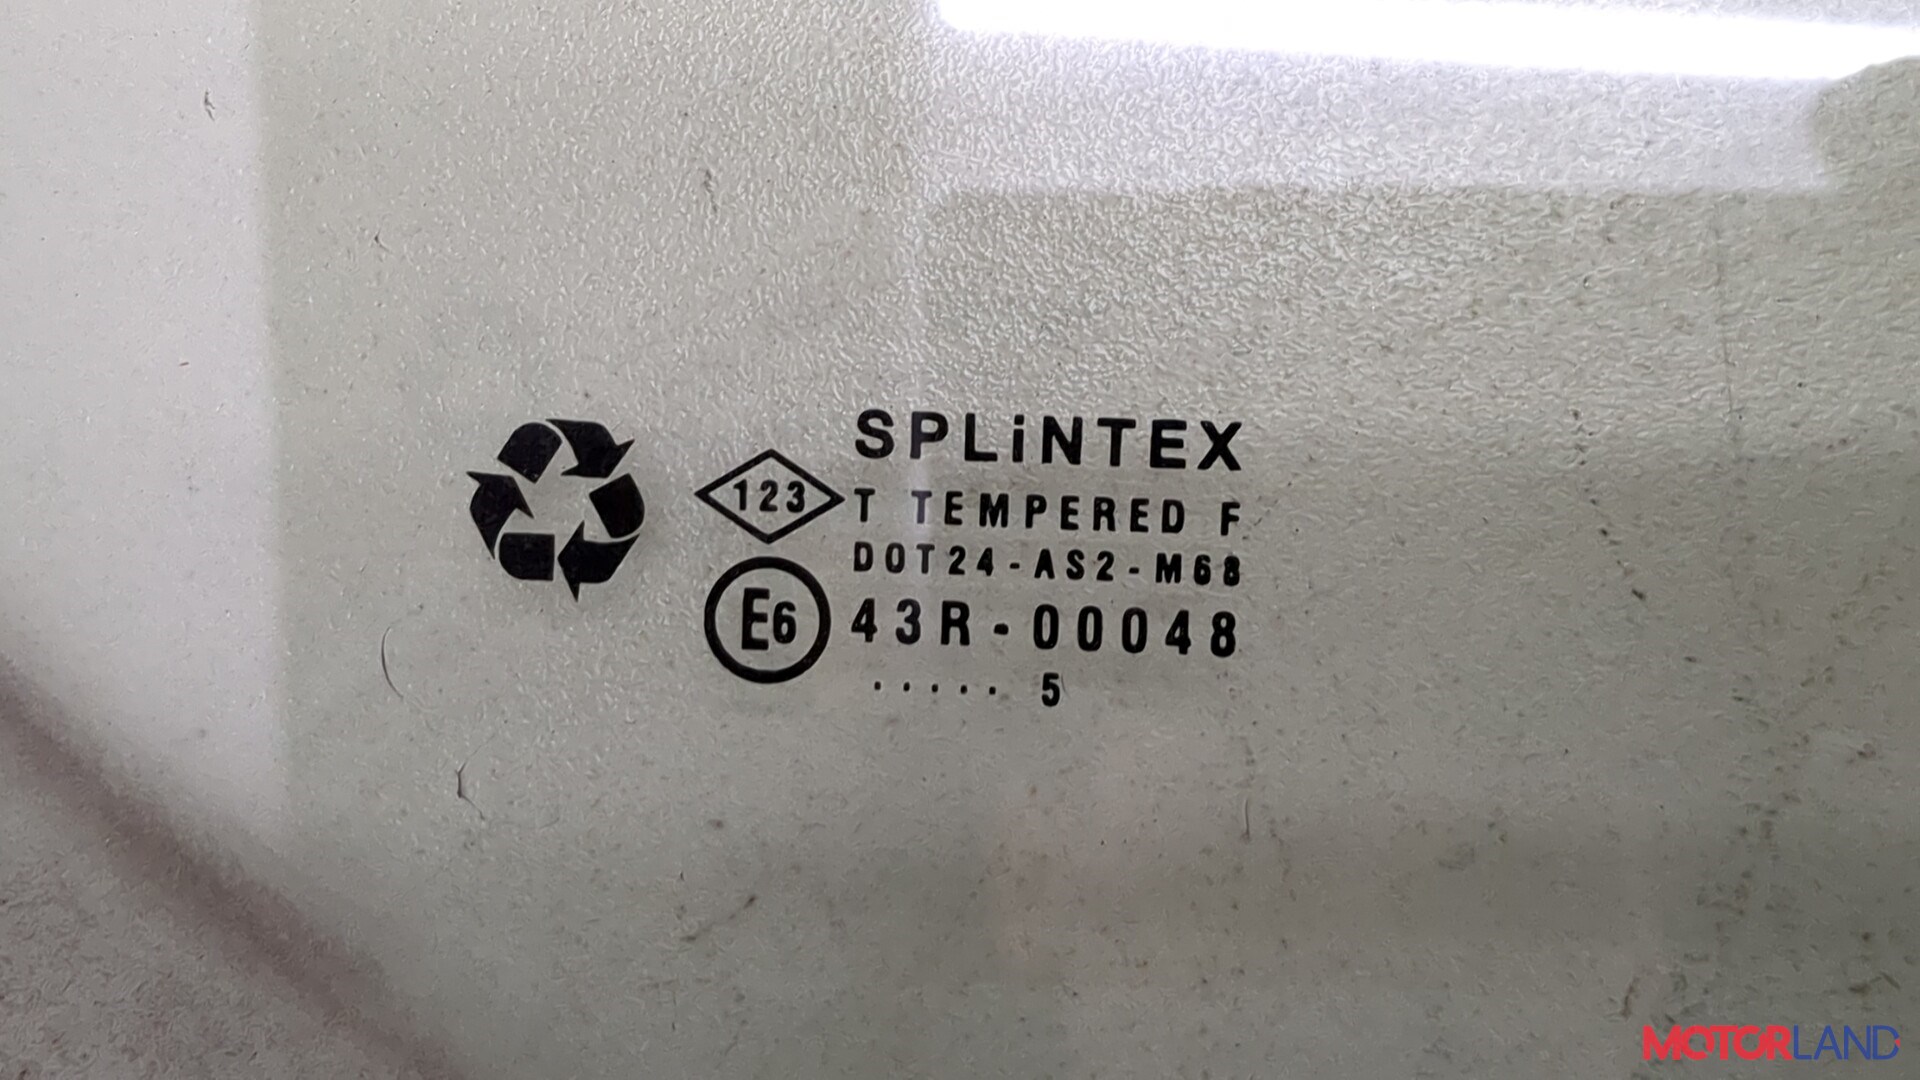 SPLiNTEX
123 T TEMPERED F
DOT24-AS2-M68
E6 43R-00048
..... 5
MOTORLAND